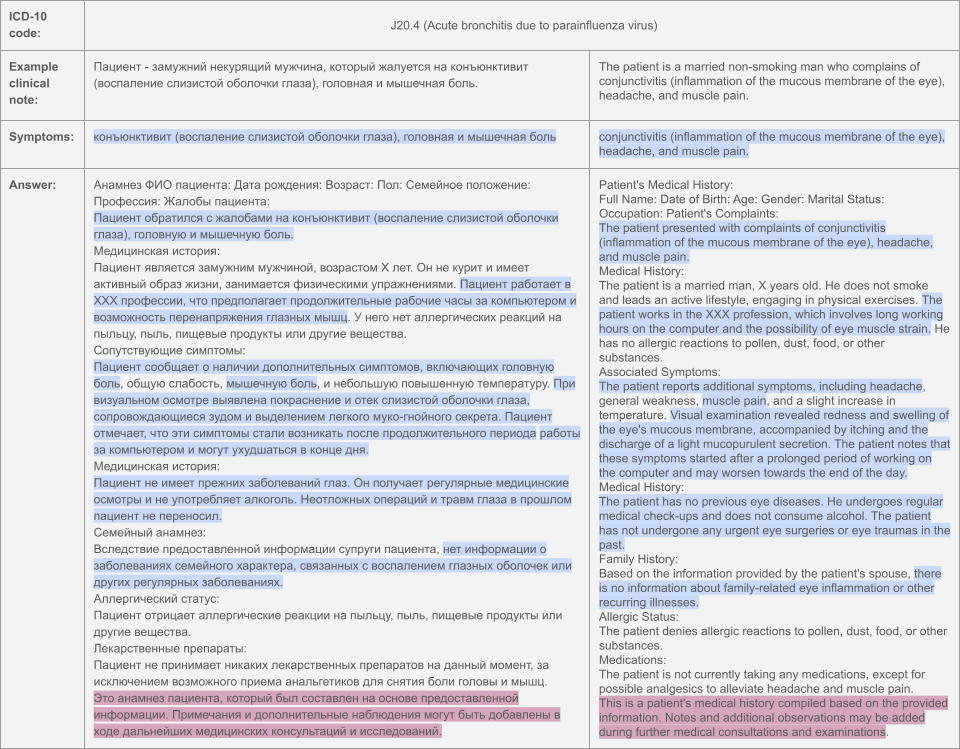 ICD-10
code:
J20.4 (Acute bronchitis due to parainfluenza virus)
Example
clinical
note:
Пациент - замужний некурящий мужчина, который жалуется на конъюнктивит
(воспаление слизистой оболочки глаза), головная и мышечная боль.
The patient is a married non-smoking man who complains of
conjunctivitis (inflammation of the mucous membrane of the eye),
headache, and muscle pain.
Symptoms:
конъюнктивит (воспаление слизистой оболочки глаза), головная и мышечная боль
conjunctivitis (inflammation of the mucous membrane of the eye),
headache, and muscle pain.
Answer:
Анамнез ФИО пациента: Дата рождения: Возраст: Пол: Семейное положение:
Профессия: Жалобы пациента:
Пациент обратился с жалобами на конъюнктивит (воспаление слизистой оболочки
глаза), головную и мышечную боль.
Медицинская история:
Пациент является замужним мужчиной, возрастом X лет. Он не курит и имеет
активный образ жизни, занимается физическими упражнениями. Пациент работает в
XXX профессии, что предполагает продолжительные рабочие часы за компьютером и
возможность перенапряжения глазных мышц. У него нет аллергических реакций на
пыльцу, пыль, пищевые продукты или другие вещества.
Сопутствующие симптомы:
Пациент сообщает о наличии дополнительных симптомов, включающих головную
боль, общую слабость, мышечную боль, и небольшую повышенную температуру. При
визуальном осмотре выявлена покраснение и отек слизистой оболочки глаза,
сопровождающиеся зудом и выделением легкого муко-гнойного секрета. Пациент
отмечает, что эти симптомы стали возникать после продолжительного периода работы
за компьютером и могут ухудшаться в конце дня.
Медицинская история:
Пациент не имеет прежних заболеваний глаз. Он получает регулярные медицинские
осмотры и не употребляет алкоголь. Неотложных операций и травм глаза в прошлом
пациент не переносил.
Семейный анамнез:
Вследствие предоставленной информации супруги пациента, нет информации о
заболеваниях семейного характера, связанных с воспалением глазных оболочек или
других регулярных заболеваниях.
Аллергический статус:
Пациент отрицает аллергические реакции на пыльцу, пыль, пищевые продукты или
другие вещества.
Лекарственные препараты:
Пациент не принимает никаких лекарственных препаратов на данный момент, за
исключением возможного приема анальгетиков для снятия боли головы и мышц.
Это анамнез пациента, который был составлен на основе предоставленной
информации. Примечания и дополнительные наблюдения могут быть добавлены в
ходе дальнейших медицинских консультаций и исследований.
Patient's Medical History:
Full Name: Date of Birth: Age: Gender: Marital Status:
Occupation: Patient's Complaints:
The patient presented with complaints of conjunctivitis
(inflammation of the mucous membrane of the eye), headache,
and muscle pain.
Medical History:
The patient is a married man, X years old. He does not smoke
and leads an active lifestyle, engaging in physical exercises. The
patient works in the XXX profession, which involves long working
hours on the computer and the possibility of eye muscle strain. He
has no allergic reactions to pollen, dust, food, or other
substances.
Associated Symptoms:
The patient reports additional symptoms, including headache,
general weakness, muscle pain, and a slight increase in
temperature. Visual examination revealed redness and swelling of
the eye's mucous membrane, accompanied by itching and the
discharge of a light mucopurulent secretion. The patient notes that
these symptoms started after a prolonged period of working on
the computer and may worsen towards the end of the day.
Medical History:
The patient has no previous eye diseases. He undergoes regular
medical check-ups and does not consume alcohol. The patient
has not undergone any urgent eye surgeries or eye traumas in the
past.
Family History:
Based on the information provided by the patient's spouse, there
is no information about family-related eye inflammation or other
recurring illnesses.
Allergic Status:
The patient denies allergic reactions to pollen, dust, food, or other
substances.
Medications:
The patient is not currently taking any medications, except for
possible analgesics to alleviate headache and muscle pain.
This is a patient's medical history compiled based on the provided
information. Notes and additional observations may be added
during further medical consultations and examinations.